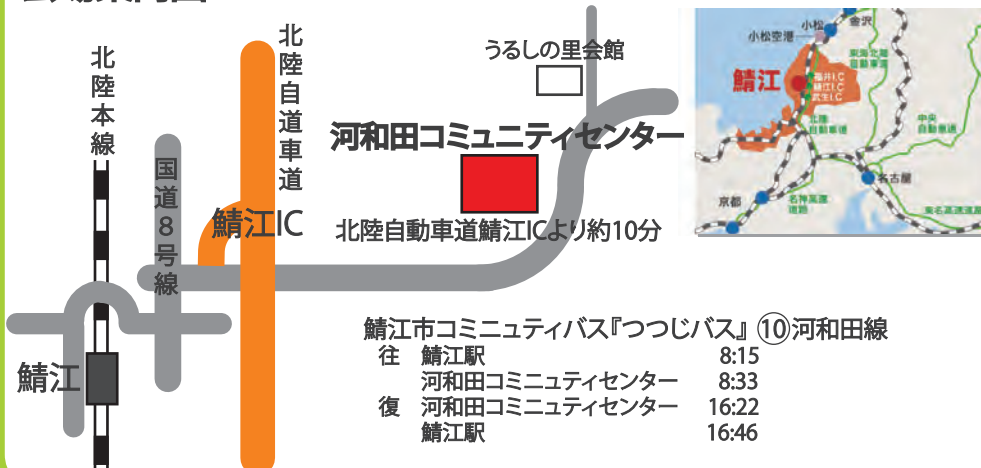 北陸本線
国道8号線
北陸自動車道
鯖江IC
鯖江
うるしの里会館
河和田コミュニティセンター
北陸自動車道鯖江ICより約10分
小松
金沢
小松空港
東海北陸
自動車道
鯖江
福井I.C
鯖江I.C
武生I.C
北陸
自動車道
中央
自動車道
名古屋
京都
名神高速
道路
東名高速道路
鯖江市コミニュティバス『つつじバス』⑩河和田線
往 鯖江駅 8:15
河和田コミニュティセンター 8:33
復 河和田コミニュティセンター 16:22
鯖江駅 16:46